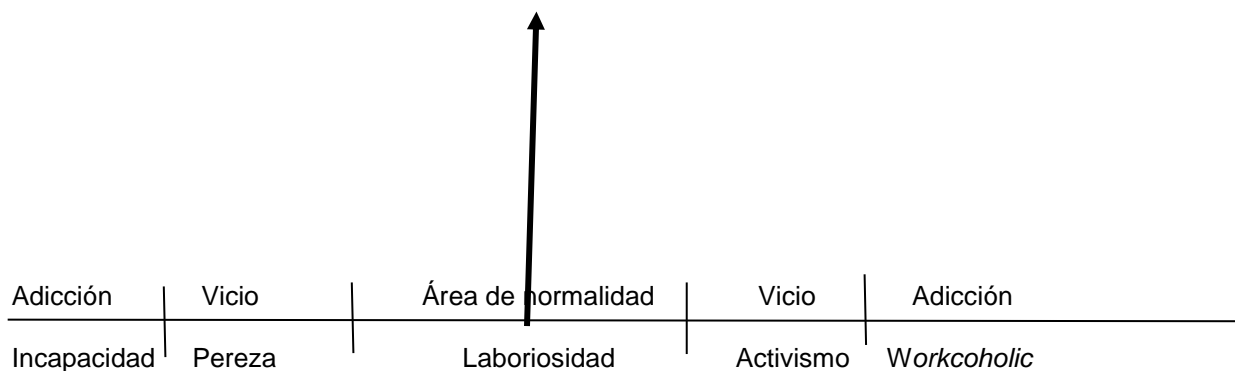 Adicción Vicio Área de normalidad Vicio Adicción
Incapacidad Pereza Laboriosidad Activismo Workcoholic